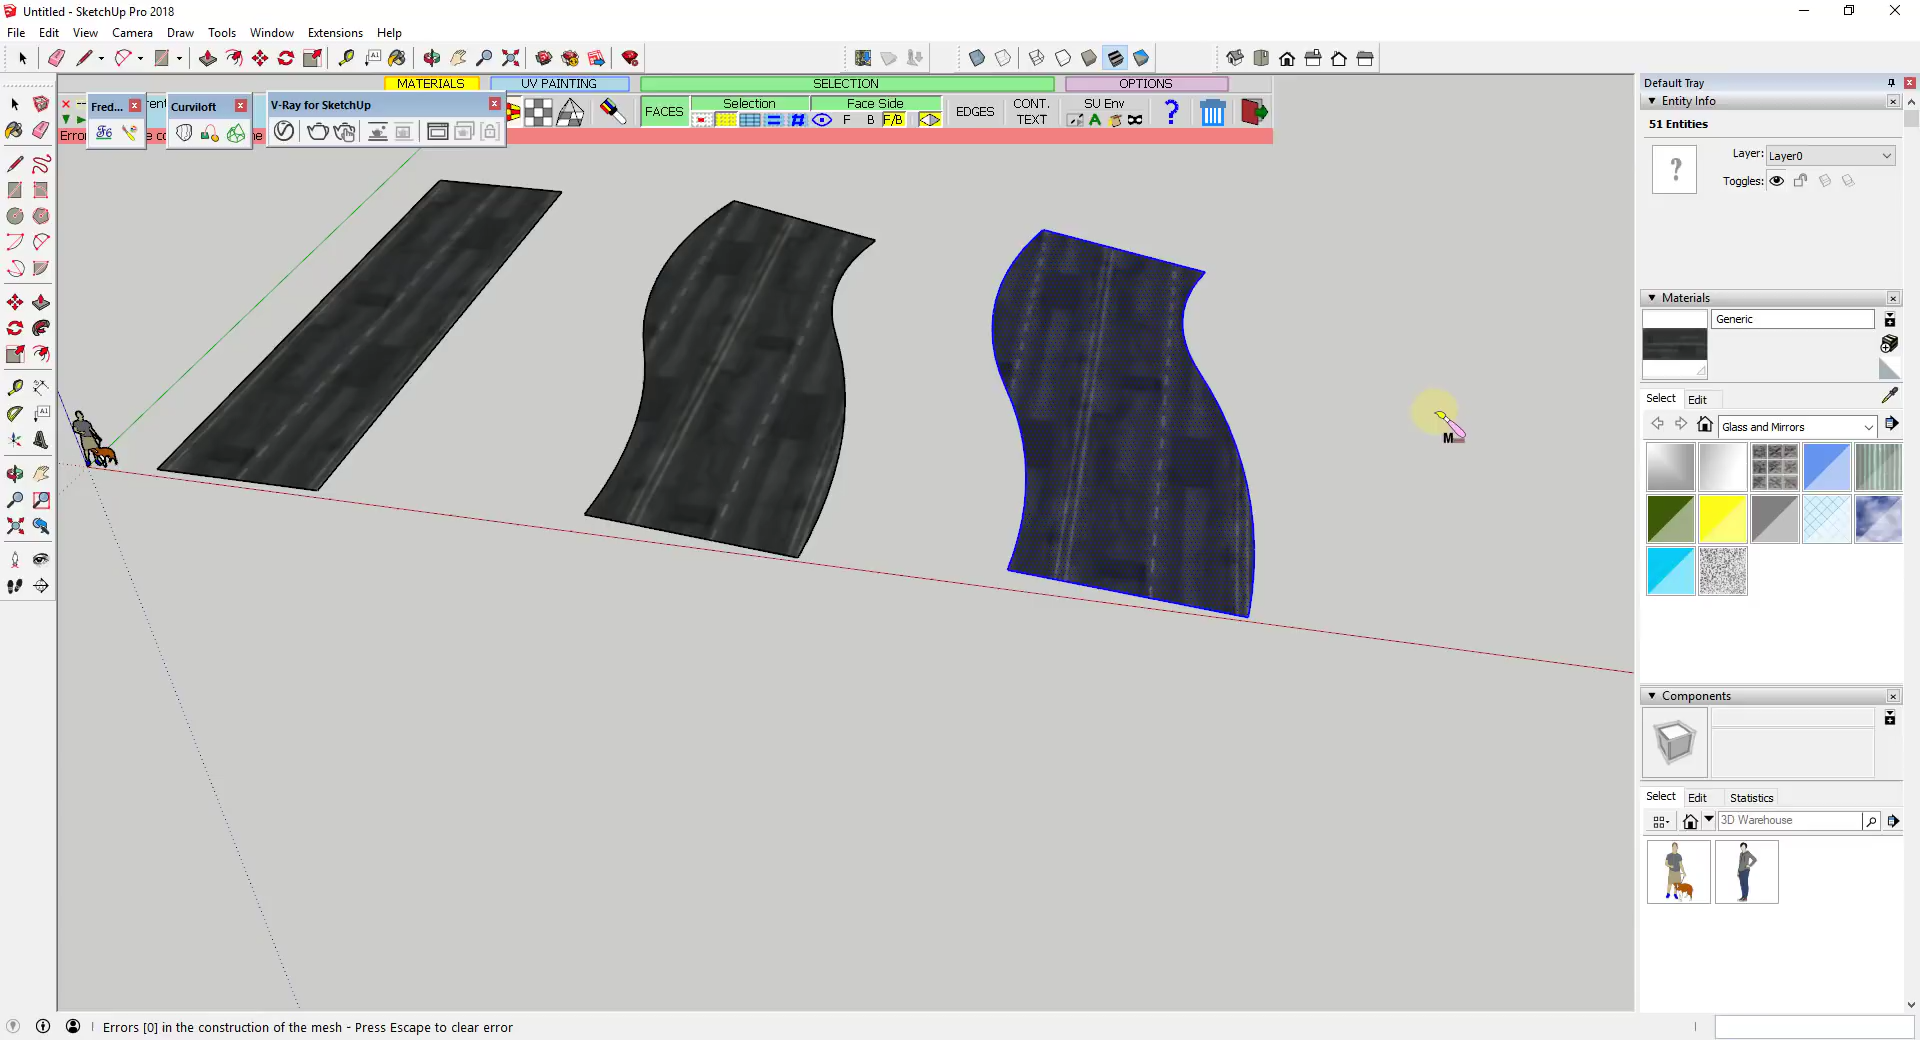 Untitled - SketchUp Pro 2018
File Edit View Camera Draw Tools Window Extensions Help
MATERIALS UV PAINTING SELECTION OPTIONS
Fred... Curviloft V-Ray for SketchUp
FACES Selection Face Side EDGES CONT. TEXT SU Env
F B F/B
Default Tray
Entity Info
51 Entities
Layer: Layer0
Toggles:
Materials
Generic
Select Edit
Glass and Mirrors
M
Components
Select Edit Statistics
3D Warehouse
Errors [0] in the construction of the mesh - Press Escape to clear error